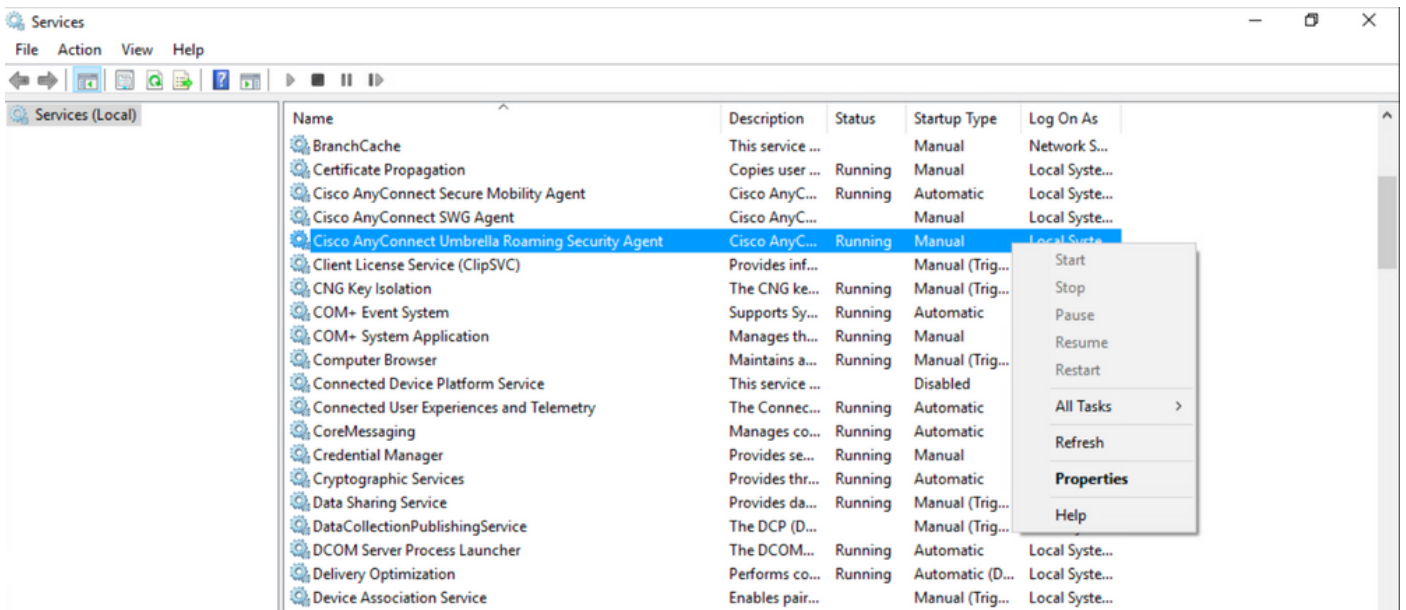 Services
File Action View Help
Services (Local)
Name Description Status Startup Type Log On As
BranchCache This service ... Manual Network S...
Certificate Propagation Copies user ... Running Manual Local Syste...
Cisco AnyConnect Secure Mobility Agent Cisco AnyC... Running Automatic Local Syste...
Cisco AnyConnect SWG Agent Cisco AnyC... Manual Local Syste...
Cisco AnyConnect Umbrella Roaming Security Agent Cisco AnyC... Running Manual Local Syste...
Client License Service (ClipSVC) Provides inf... Manual (Trig...
CNG Key Isolation The CNG ke... Running Manual (Trig...
COM+ Event System Supports Sy... Running Automatic
COM+ System Application Manages th... Running Manual
Computer Browser Maintains a... Running Manual (Trig...
Connected Device Platform Service This service ... Disabled
Connected User Experiences and Telemetry The Connec... Running Automatic
CoreMessaging Manages co... Running Automatic
Credential Manager Provides se... Running Manual
Cryptographic Services Provides thr... Running Automatic
Data Sharing Service Provides da... Running Manual (Trig...
DataCollectionPublishingService The DCP (D... Manual (Trig...
DCOM Server Process Launcher The DCOM... Running Automatic Local Syste...
Delivery Optimization Performs co... Running Automatic (D... Local Syste...
Device Association Service Enables pair... Manual (Trig... Local Syste...
Start
Stop
Pause
Resume
Restart
All Tasks
Refresh
Properties
Help